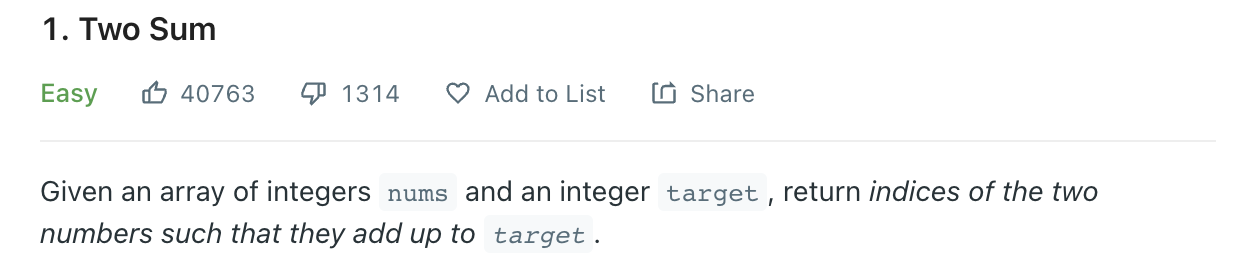 1. Two Sum
Easy 40763 1314 Add to List Share
Given an array of integers nums and an integer target, return indices of the two
numbers such that they add up to target.